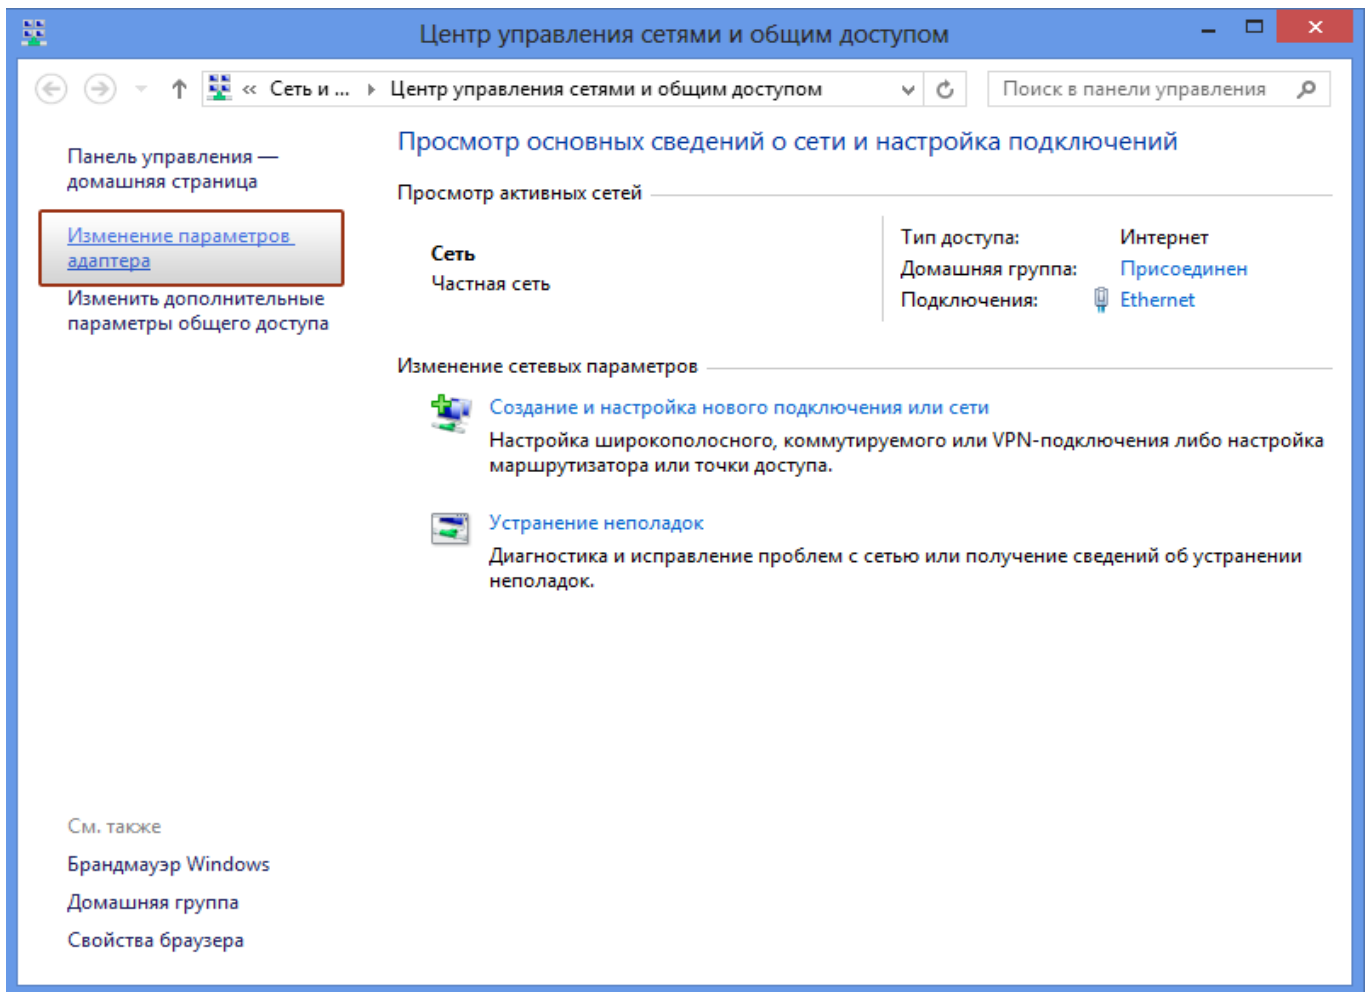 Центр управления сетями и общим доступом
« Сеть и ... Центр управления сетями и общим доступом
Поиск в панели управления
Панель управления —
домашняя страница
Изменение параметров
адаптера
Изменить дополнительные
параметры общего доступа
Просмотр основных сведений о сети и настройка подключений
Просмотр активных сетей
Сеть
Частная сеть
Тип доступа: Интернет
Домашняя группа: Присоединен
Подключения: Ethernet
Изменение сетевых параметров
Создание и настройка нового подключения или сети
Настройка широкополосного, коммутируемого или VPN-подключения либо настройка
маршрутизатора или точки доступа.
Устранение неполадок
Диагностика и исправление проблем с сетью или получение сведений об устранении
неполадок.
См. также
Брандмауэр Windows
Домашняя группа
Свойства браузера